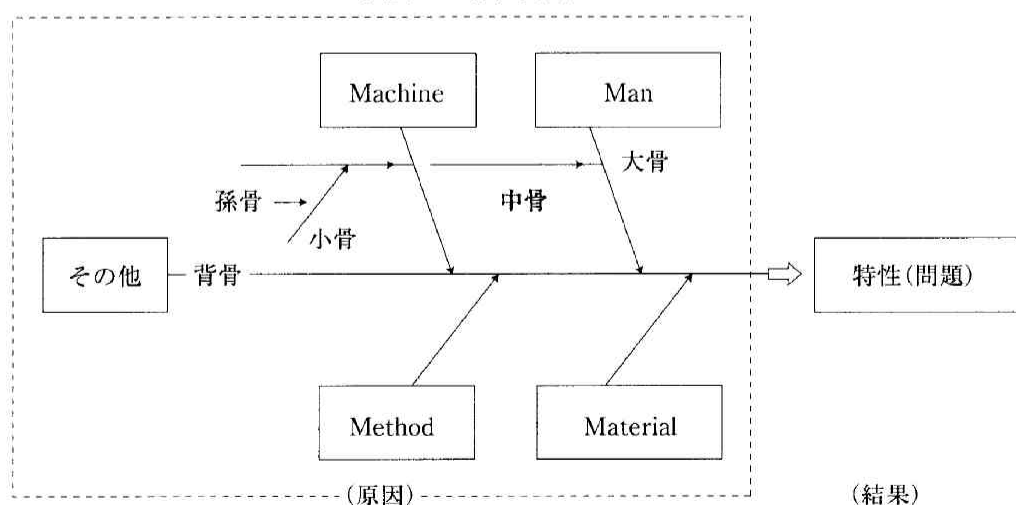 Machine
Man
大骨
中骨
孫骨
小骨
その他
背骨
特性(問題)
Method
Material
(原因)
(結果)